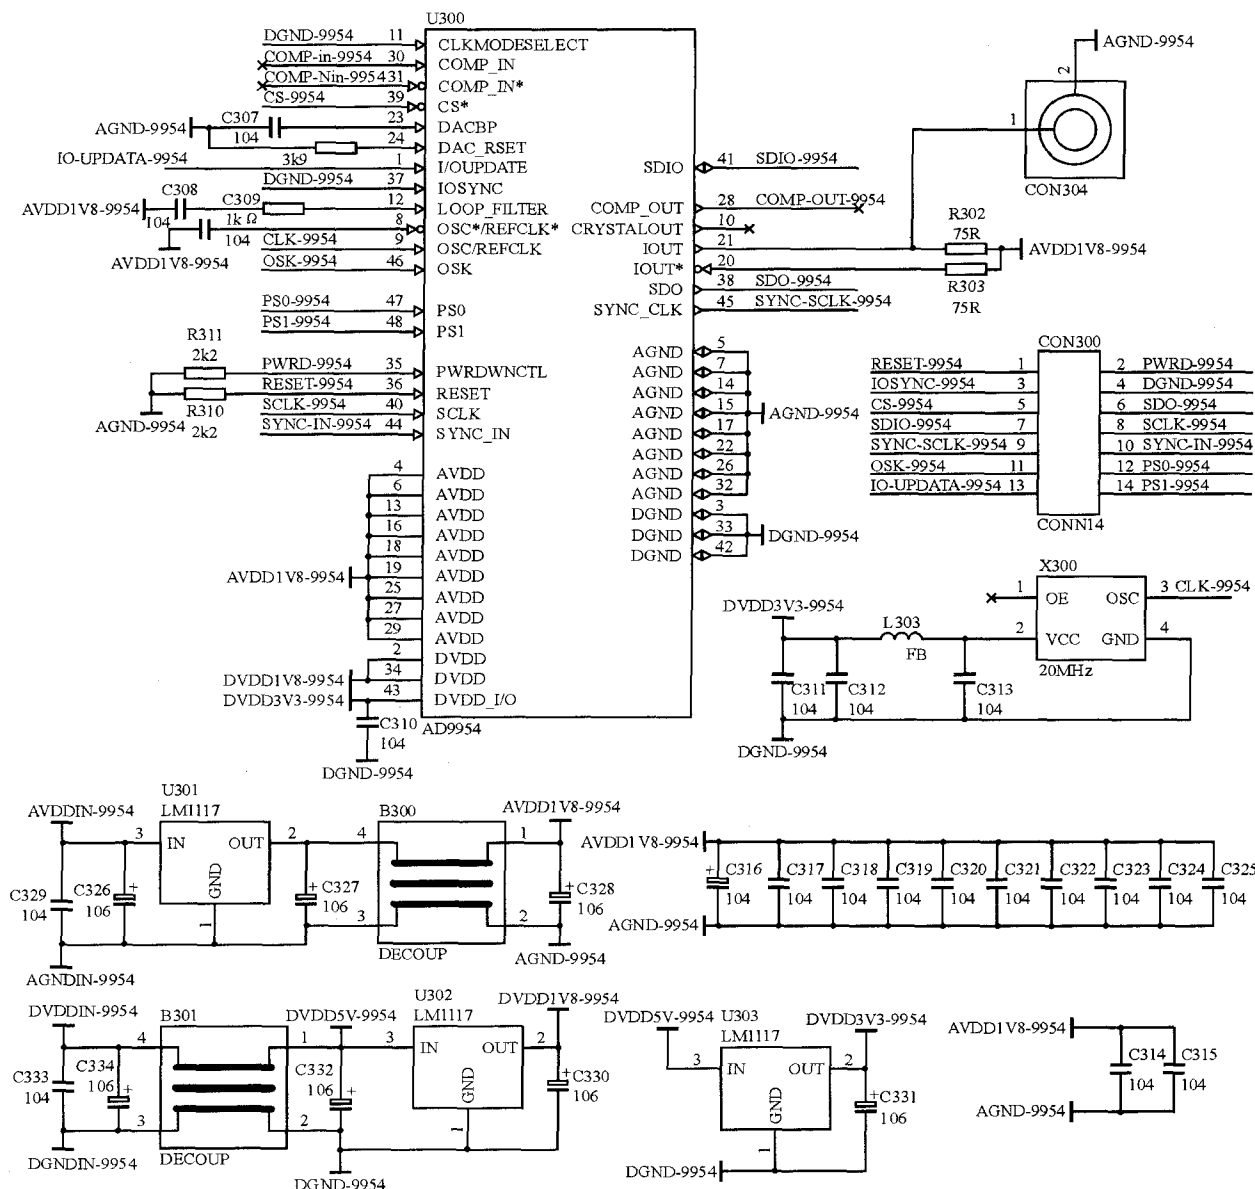 U300
DGND-9954 11 CLKMODESELECT
COMP-in-9954 30 COMP_IN
COMP-Nin-9954 31 COMP_IN*
CS-9954 39 CS*
AGND-9954 C307 104 23 DACBP
3k9 24 DAC_RSET
IO-UPDATA-9954 1 I/OUPDATE
DGND-9954 37 IOSYNC
AVDD1V8-9954 C308 104 C309 1kΩ 12 LOOP_FILTER
AVDD1V8-9954 104 8 OSC*/REFCLK*
CLK-9954 9 OSC/REFCLK
OSK-9954 46 OSK
PS0-9954 47 PS0
PS1-9954 48 PS1
R311
2k2
PWRD-9954 35 PWRDWNCTL
RESET-9954 36 RESET
R310
2k2
AGND-9954
SCLK-9954 40 SCLK
SYNC-IN-9954 44 SYNC_IN
4 AVDD
6 AVDD
13 AVDD
16 AVDD
18 AVDD
AVDD1V8-9954 19 AVDD
25 AVDD
27 AVDD
29 AVDD
2 DVDD
DVDD1V8-9954 34 DVDD
DVDD3V3-9954 43 DVDD_I/O
C310
104
DGND-9954
AD9954
SDIO 41 SDIO-9954
COMP_OUT 28 COMP-OUT-9954
CRYSTALOUT 10
IOUT 21
IOUT* 20
SDO 38 SDO-9954
SYNC_CLK 45 SYNC-SCLK-9954
AGND 5
AGND 7
AGND 14
AGND 15 AGND-9954
AGND 17
AGND 22
AGND 26
AGND 32
DGND 3
DGND 33 DGND-9954
DGND 42
AGND-9954
2
1
CON304
R302
75R
AVDD1V8-9954
R303
75R
CON300
RESET-9954 1 2 PWRD-9954
IOSYNC-9954 3 4 DGND-9954
CS-9954 5 6 SDO-9954
SDIO-9954 7 8 SCLK-9954
SYNC-SCLK-9954 9 10 SYNC-IN-9954
OSK-9954 11 12 PS0-9954
IO-UPDATA-9954 13 14 PS1-9954
CONN14
X300
1 OE OSC 3 CLK-9954
2 VCC GND 4
20MHz
DVDD3V3-9954
L303
FB
C311
104
C312
104
C313
104
DGND-9954
U301
LM1117
AVDDIN-9954
3 IN OUT 2
GND
1
C329
104
C326
106
+
AGNDIN-9954
C327
106
+
B300
4 1
3 2
DECOUP
AVDD1V8-9954
C328
106
+
AGND-9954
AVDD1V8-9954
C316 C317 C318 C319 C320 C321 C322 C323 C324 C325
104 104 104 104 104 104 104 104 104 104
+
AGND-9954
DVDDIN-9954
C333
104
C334
106
+
DGNDIN-9954
B301
4 1
3 2
DECOUP
DVDD5V-9954
C332
106
+
DGND-9954
U302
LM1117
3 IN OUT 2
GND
1
DVDD1V8-9954
C330
106
+
DVDD5V-9954
U303
LM1117
3 IN OUT 2
GND
1
DVDD3V3-9954
C331
106
+
DGND-9954
AVDD1V8-9954
C314
104
C315
104
AGND-9954